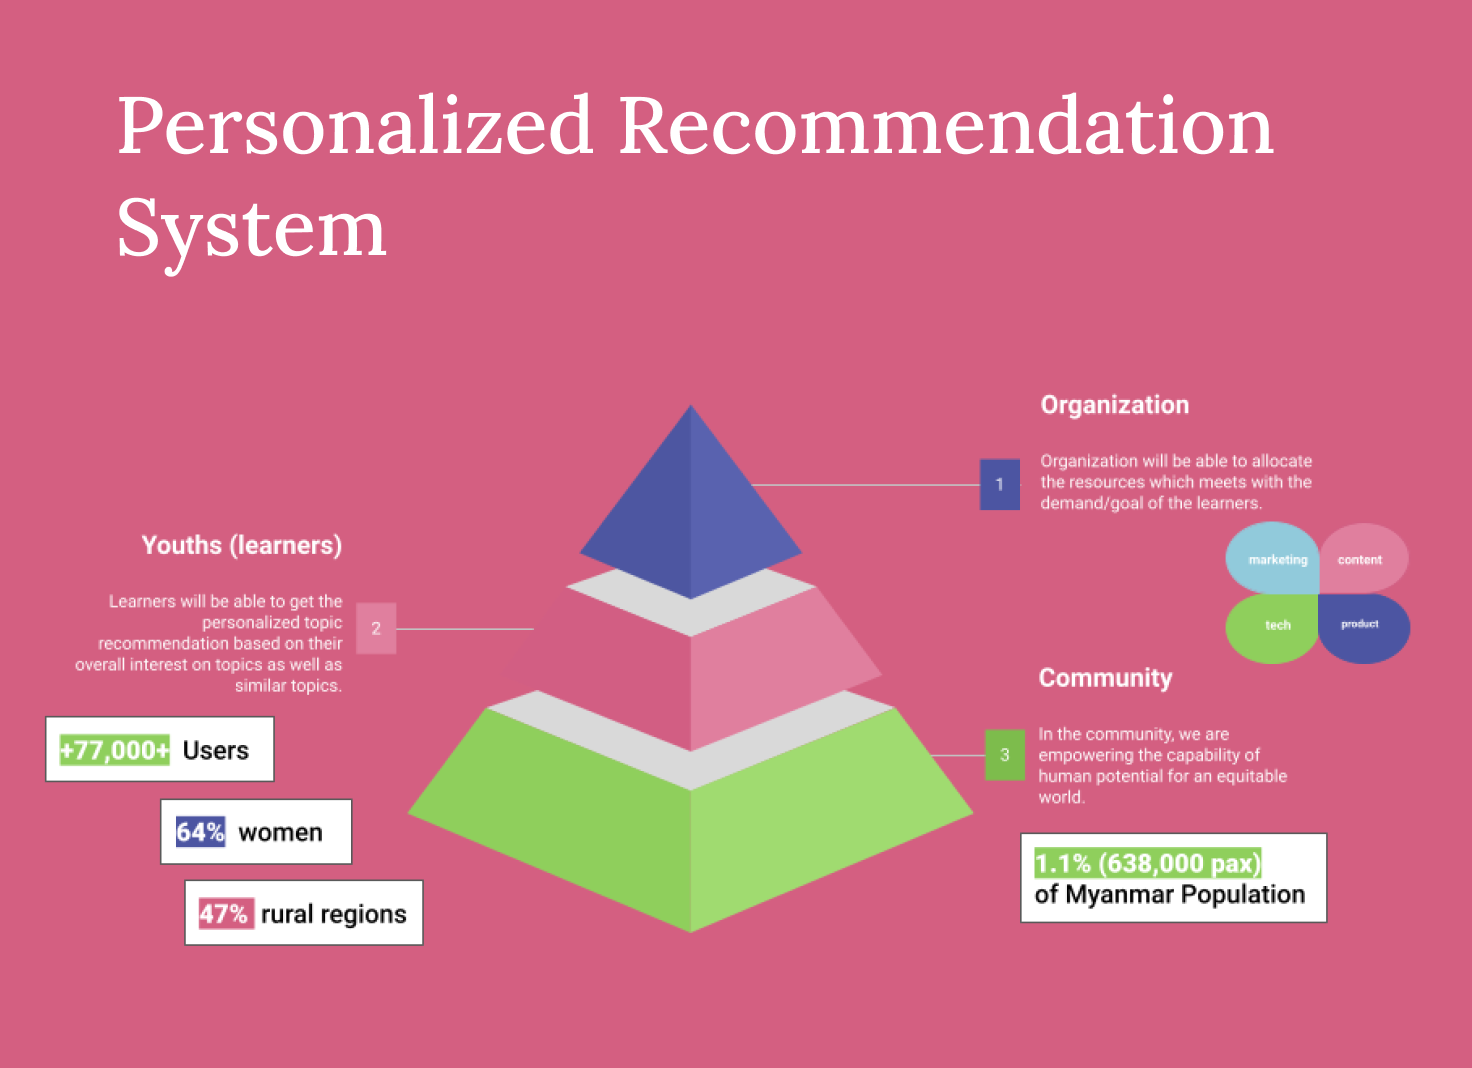 Personalized Recommendation
System
Organization
Organization will be able to allocate
the resources which meets with the
demand/goal of the learners.
1
marketing
content
tech
product
Youths (learners)
Learners will be able to get the
personalized topic
recommendation based on their
overall interest on topics as well as
similar topics.
2
+77,000+ Users
64% women
47% rural regions
Community
In the community, we are
empowering the capability of
human potential for an equitable
world.
3
1.1% (638,000 pax)
of Myanmar Population